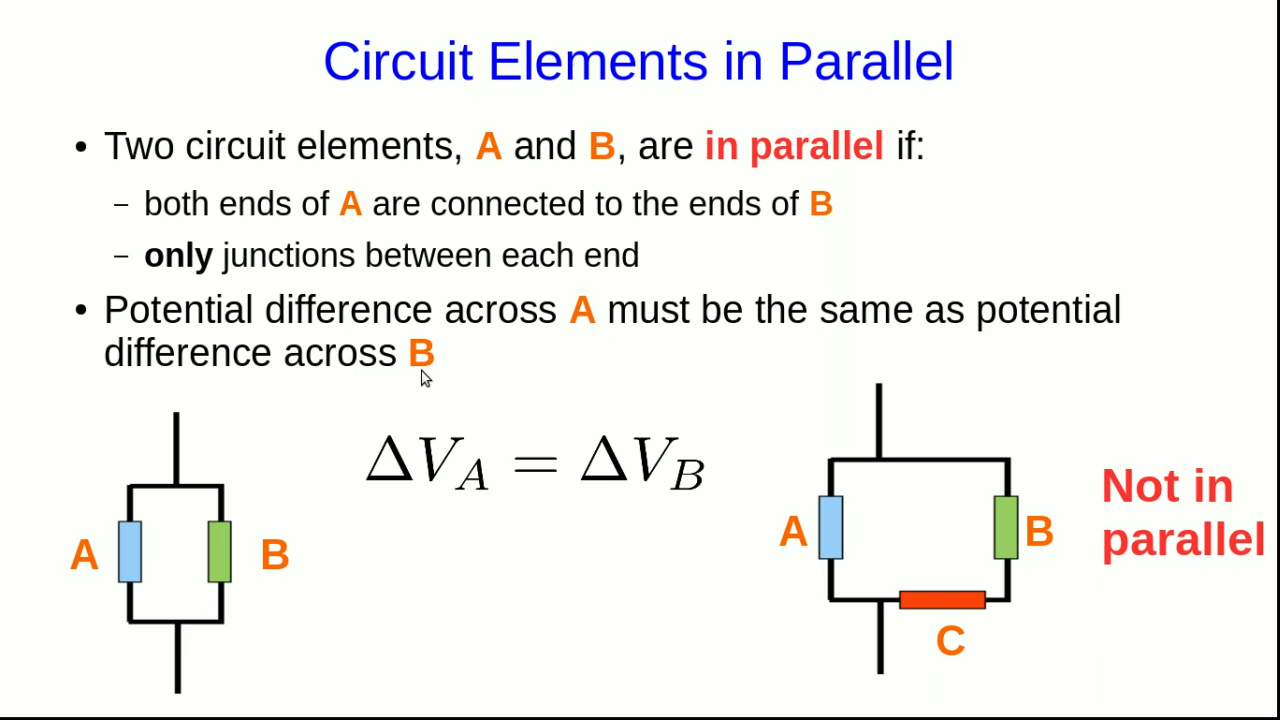 Circuit Elements in Parallel
• Two circuit elements, A and B, are in parallel if:
– both ends of A are connected to the ends of B
– only junctions between each end
• Potential difference across A must be the same as potential
difference across B
ΔV_A = ΔV_B
A
B
A
B
C
Not in
parallel